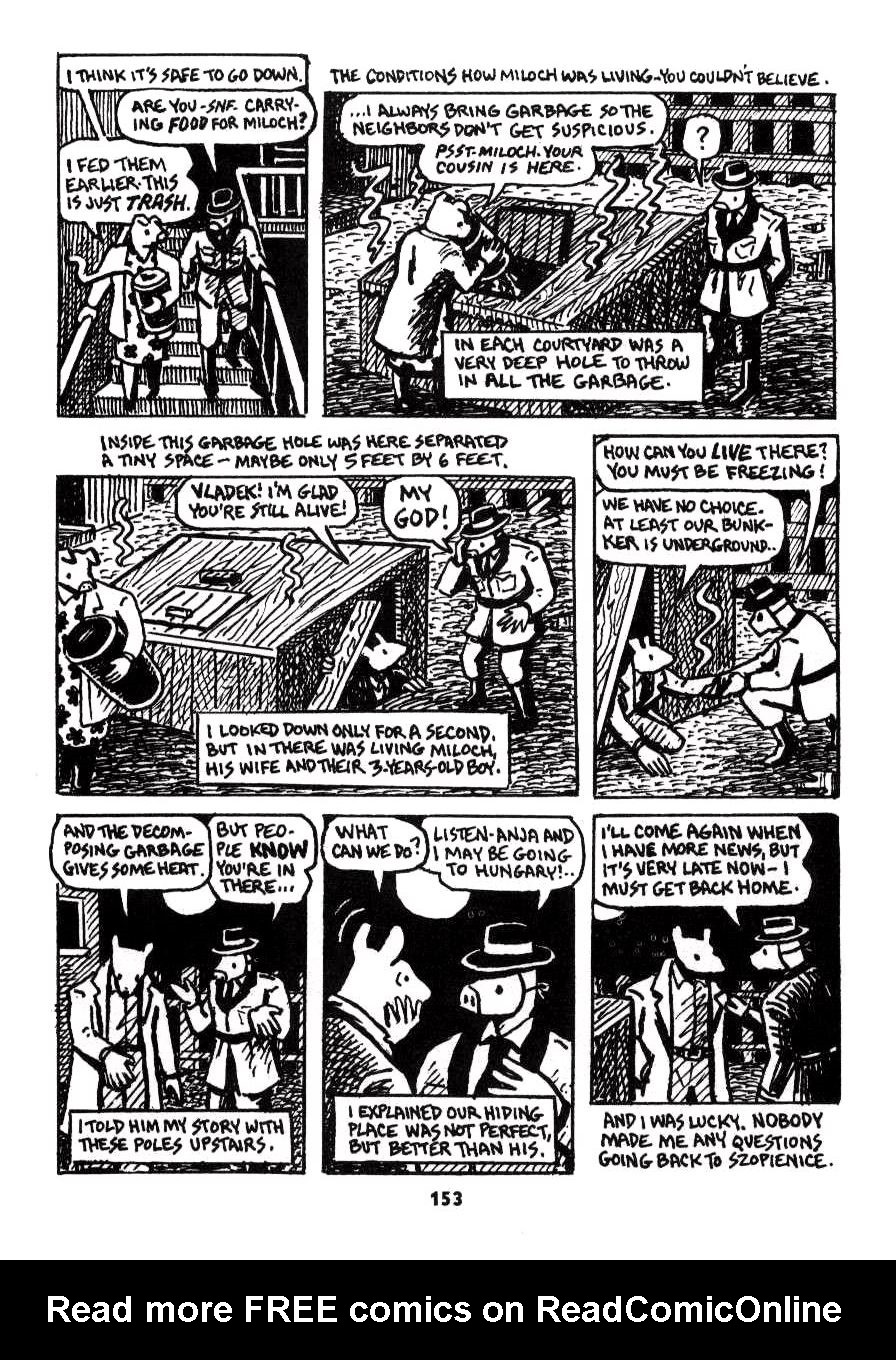 I THINK IT'S SAFE TO GO DOWN.
ARE YOU -SNF- CARRY-
ING FOOD FOR MILOCH?
I FED THEM
EARLIER. THIS
IS JUST TRASH.
THE CONDITIONS HOW MILOCH WAS LIVING-YOU COULDN'T BELIEVE.
...I ALWAYS BRING GARBAGE SO THE
NEIGHBORS DON'T GET SUSPICIOUS.
PSST-MILOCH. YOUR
COUSIN IS HERE.
?
IN EACH COURTYARD WAS A
VERY DEEP HOLE TO THROW
IN ALL THE GARBAGE.
INSIDE THIS GARBAGE HOLE WAS HERE SEPARATED
A TINY SPACE - MAYBE ONLY 5 FEET BY 6 FEET.
VLADEK! I'M GLAD
YOU'RE STILL ALIVE!
MY
GOD!
I LOOKED DOWN ONLY FOR A SECOND,
BUT IN THERE WAS LIVING MILOCH,
HIS WIFE AND THEIR 3-YEARS-OLD BOY.
HOW CAN YOU LIVE THERE?
YOU MUST BE FREEZING!
WE HAVE NO CHOICE.
AT LEAST OUR BUNK-
KER IS UNDERGROUND..
AND THE DECOM-
POSING GARBAGE
GIVES SOME HEAT.
BUT PEO-
PLE KNOW
YOU'RE IN
THERE...
I TOLD HIM MY STORY WITH
THESE POLES UPSTAIRS.
WHAT
CAN WE DO?
LISTEN-ANJA AND
I MAY BE GOING
TO HUNGARY!..
I EXPLAINED OUR HIDING
PLACE WAS NOT PERFECT,
BUT BETTER THAN HIS.
I'LL COME AGAIN WHEN
I HAVE MORE NEWS, BUT
IT'S VERY LATE NOW- I
MUST GET BACK HOME.
AND I WAS LUCKY. NOBODY
MADE ME ANY QUESTIONS
GOING BACK TO SZOPIENICE.
153
Read more FREE comics on ReadComicOnline